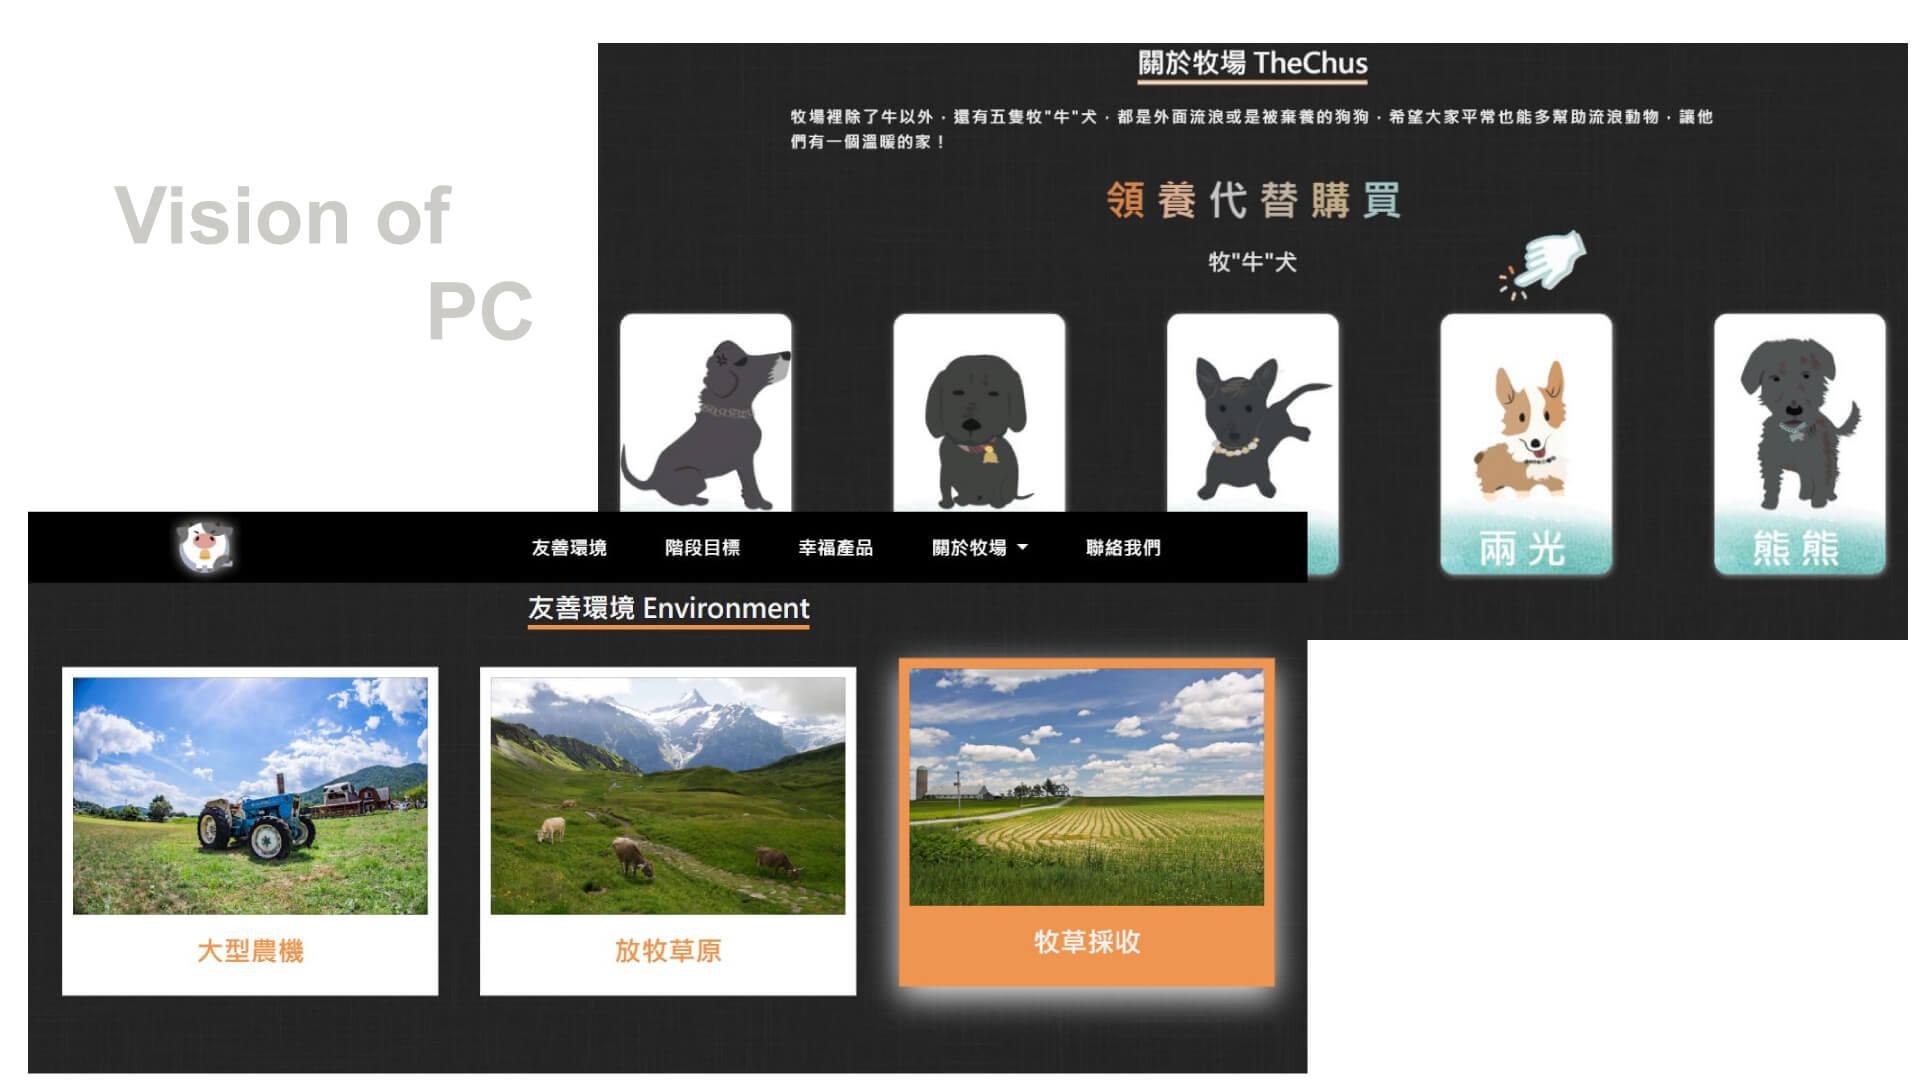 Vision of
PC
關於牧場 TheChus
牧場裡除了牛以外，還有五隻牧"牛"犬，都是外面流浪或是被棄養的狗狗，希望大家平常也能多幫助流浪動物，讓他
們有一個溫暖的家！
領養代替購買
牧"牛"犬
兩光
熊熊
友善環境
階段目標
幸福產品
關於牧場
聯絡我們
友善環境 Environment
大型農機
放牧草原
牧草採收